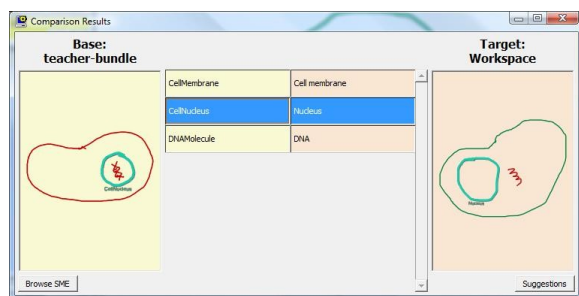 Comparison Results
Base:
teacher-bundle
Target:
Workspace
CellMembrane Cell membrane
CellNucleus Nucleus
DNAMolecule DNA
CellNucleus
Nucleus
Browse SME
Suggestions